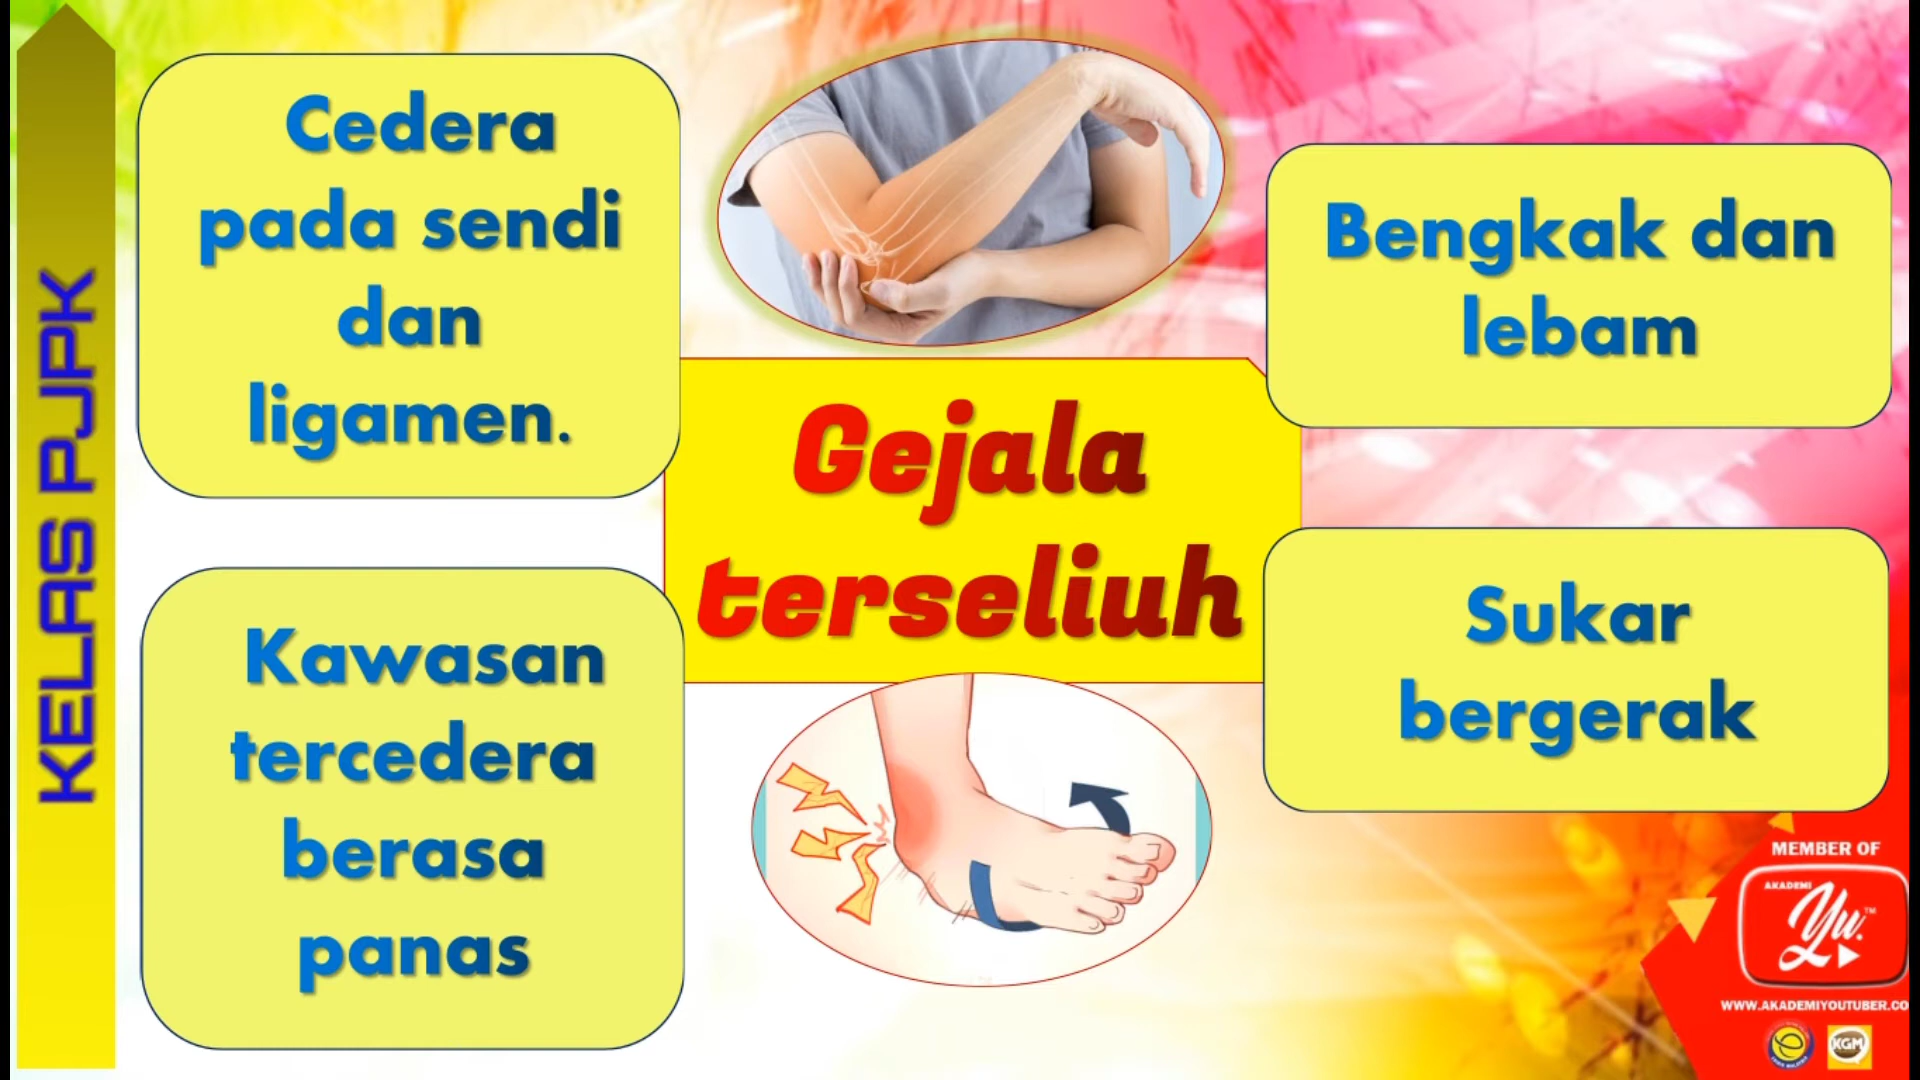 KELAS PJPK
Cedera
pada sendi
dan
ligamen.
Kawasan
tercedera
berasa
panas
Gejala
terseliuh
Bengkak dan
lebam
Sukar
bergerak
MEMBER OF
AKADEMI
Yu.
TM
WWW.AKADEMIYOUTUBER.CO
KGM